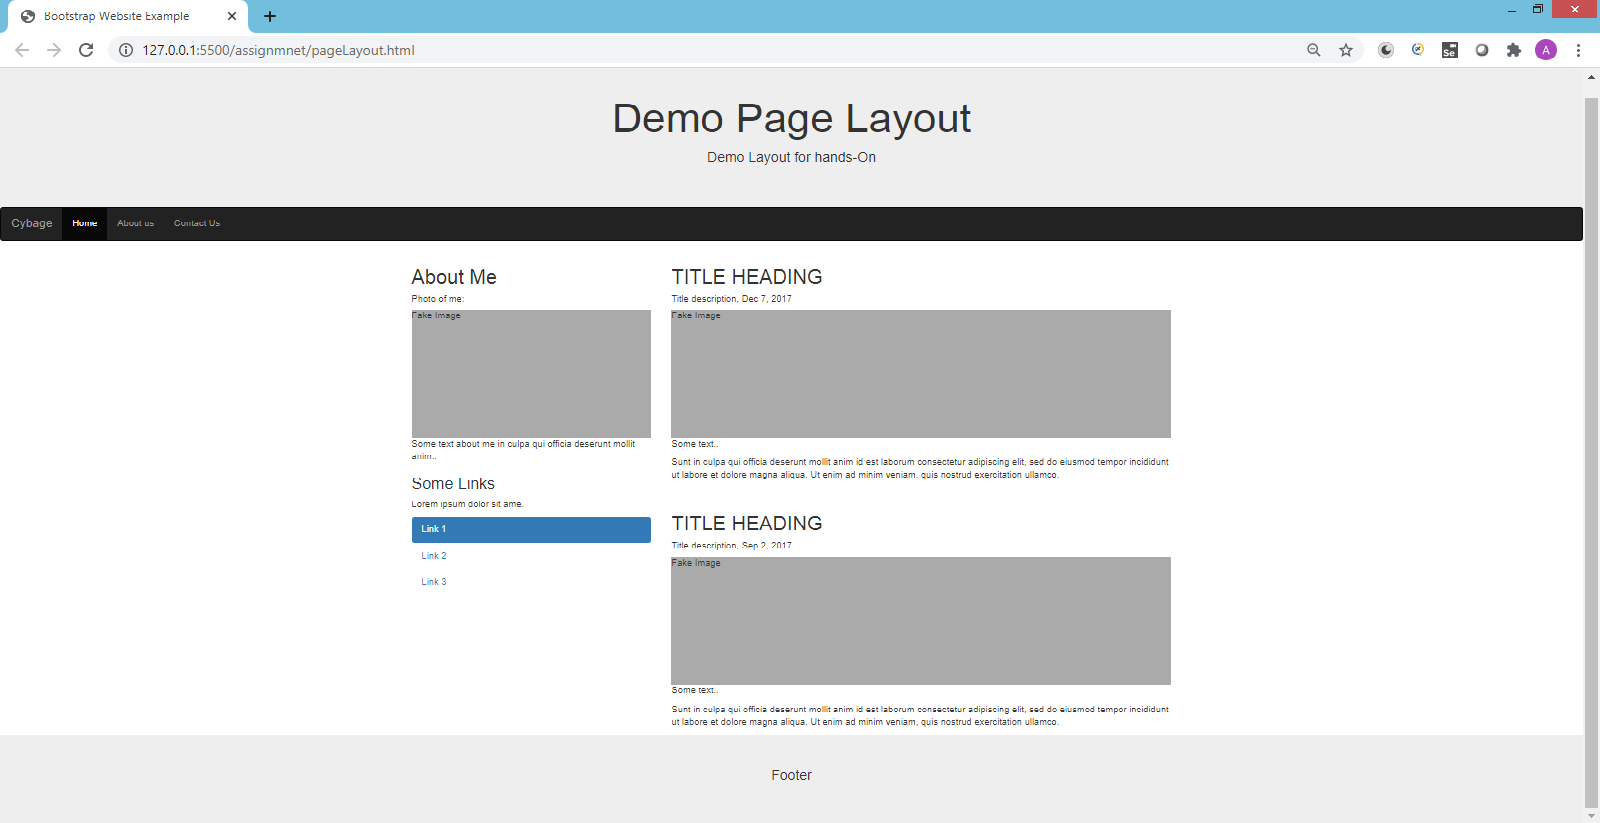 Bootstrap Website Example
127.0.0.1:5500/assignmnet/pageLayout.html
Se
A
Demo Page Layout
Demo Layout for hands-On
Cybage Home About us Contact Us
About Me
Photo of me:
Fake Image
Some text about me in culpa qui officia deserunt mollit
anim..
Some Links
Lorem ipsum dolor sit ame.
Link 1
Link 2
Link 3
TITLE HEADING
Title description, Dec 7, 2017
Fake Image
Some text..
Sunt in culpa qui officia deserunt mollit anim id est laborum consectetur adipiscing elit, sed do eiusmod tempor incididunt
ut labore et dolore magna aliqua. Ut enim ad minim veniam, quis nostrud exercitation ullamco.
TITLE HEADING
Title description, Sep 2, 2017
Fake Image
Some text..
Sunt in culpa qui officia deserunt mollit anim id est laborum consectetur adipiscing elit, sed do eiusmod tempor incididunt
ut labore et dolore magna aliqua. Ut enim ad minim veniam, quis nostrud exercitation ullamco.
Footer